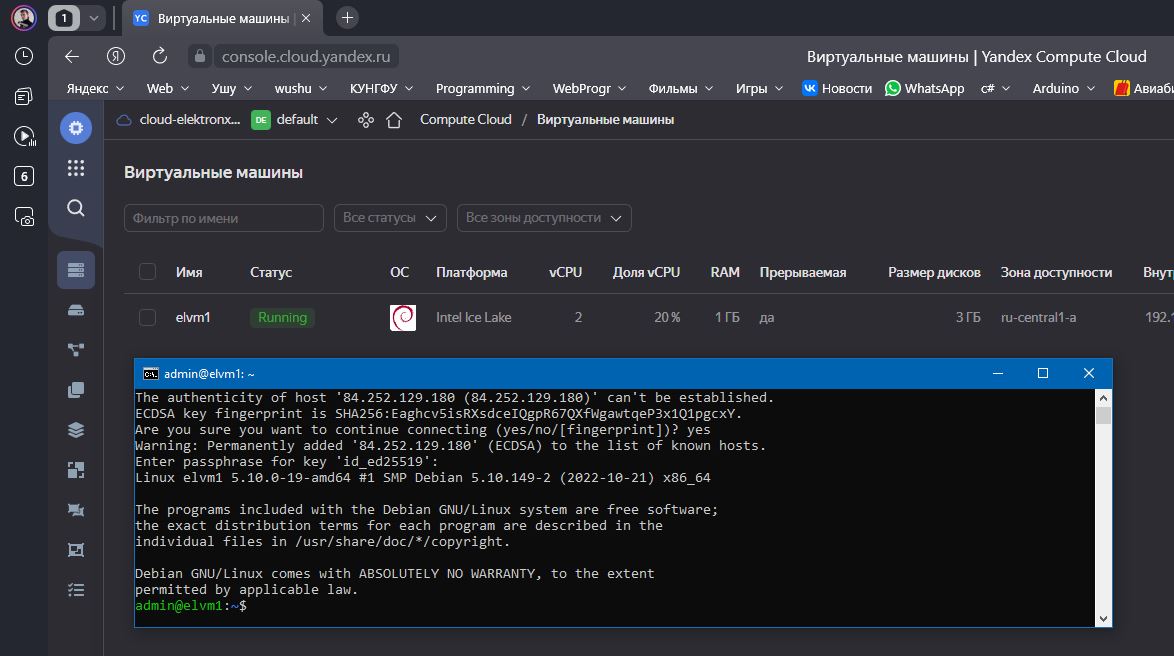 1
YC Виртуальные машины
Я console.cloud.yandex.ru Виртуальные машины | Yandex Compute Cloud
Яндекс Web Ушу wushu КУНГФУ Programming WebProgr Фильмы Игры Новости WhatsApp c# Arduino Авиаби
cloud-elektronx... DE default Compute Cloud / Виртуальные машины
6
Виртуальные машины
Фильтр по имени Все статусы Все зоны доступности
Имя Статус ОС Платформа vCPU Доля vCPU RAM Прерываемая Размер дисков Зона доступности Внут
elvm1 Running Intel Ice Lake 2 20 % 1 ГБ да 3 ГБ ru-central1-a 192.1
admin@elvm1: ~
The authenticity of host '84.252.129.180 (84.252.129.180)' can't be established.
ECDSA key fingerprint is SHA256:Eaghcv5isRXsdceIQgpR67QXfWgawtqeP3x1Q1pgcxY.
Are you sure you want to continue connecting (yes/no/[fingerprint])? yes
Warning: Permanently added '84.252.129.180' (ECDSA) to the list of known hosts.
Enter passphrase for key 'id_ed25519':
Linux elvm1 5.10.0-19-amd64 #1 SMP Debian 5.10.149-2 (2022-10-21) x86_64
The programs included with the Debian GNU/Linux system are free software;
the exact distribution terms for each program are described in the
individual files in /usr/share/doc/*/copyright.
Debian GNU/Linux comes with ABSOLUTELY NO WARRANTY, to the extent
permitted by applicable law.
admin@elvm1:~$